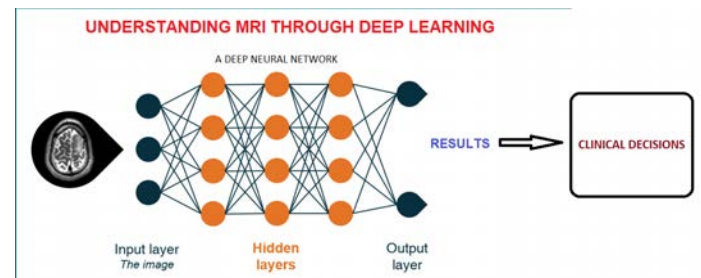 UNDERSTANDING MRI THROUGH DEEP LEARNING
A DEEP NEURAL NETWORK
RESULTS
CLINICAL DECISIONS
Input layer
The image
Hidden
layers
Output
layer